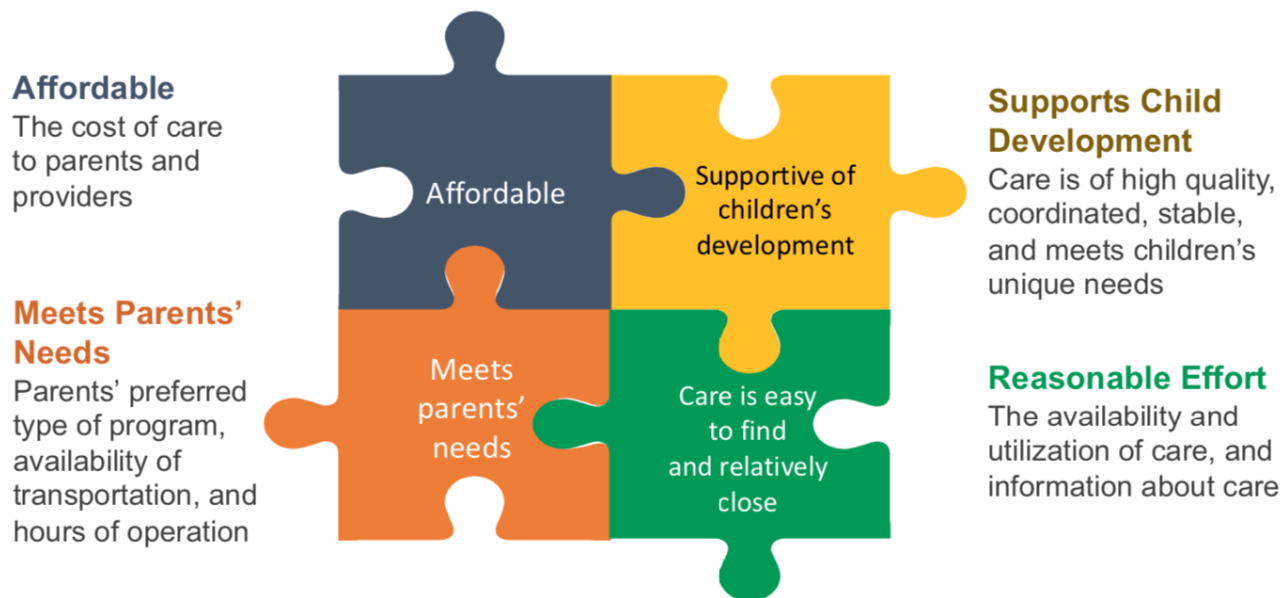 Affordable
The cost of care
to parents and
providers
Meets Parents’
Needs
Parents’ preferred
type of program,
availability of
transportation, and
hours of operation
Affordable
Supportive of
children’s
development
Meets
parents’
needs
Care is easy
to find
and relatively
close
Supports Child
Development
Care is of high quality,
coordinated, stable,
and meets children’s
unique needs
Reasonable Effort
The availability and
utilization of care, and
information about care